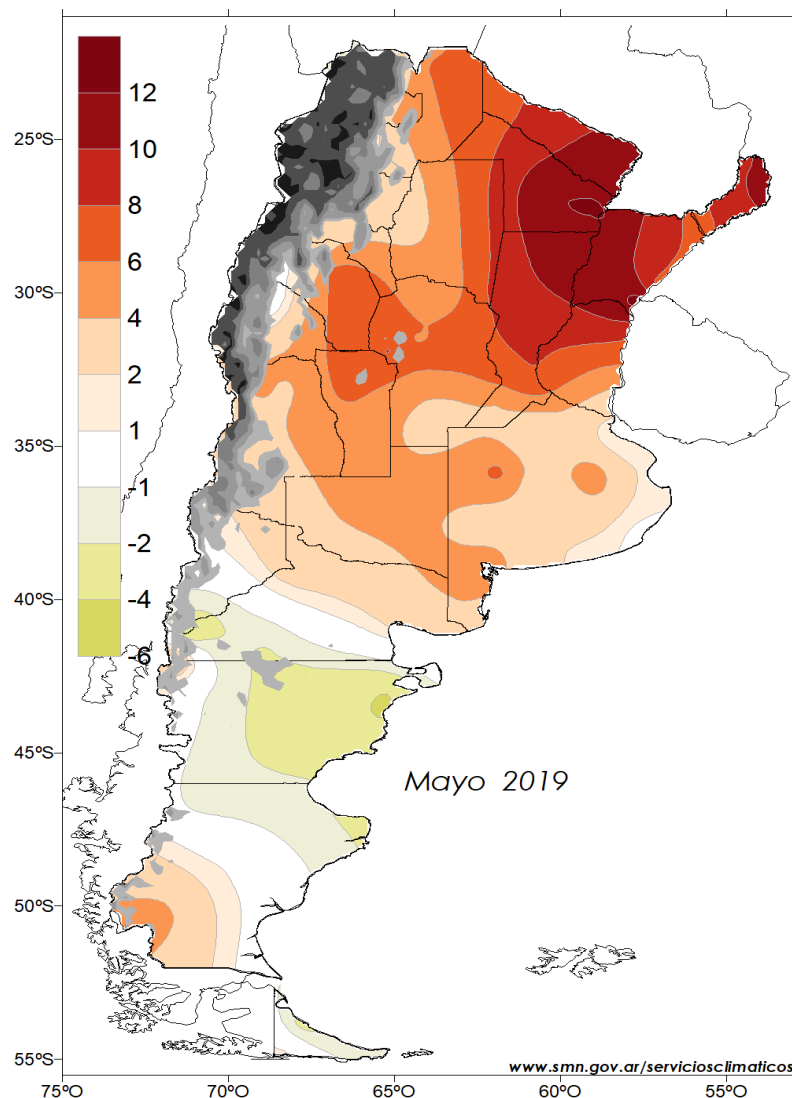 12
10
8
6
4
2
1
-1
-2
-4
-6
25ºS
30ºS
35ºS
40ºS
45ºS
50ºS
55ºS
Mayo 2019
www.smn.gov.ar/serviciosclimaticos
75ºO
70ºO
65ºO
60ºO
55ºO